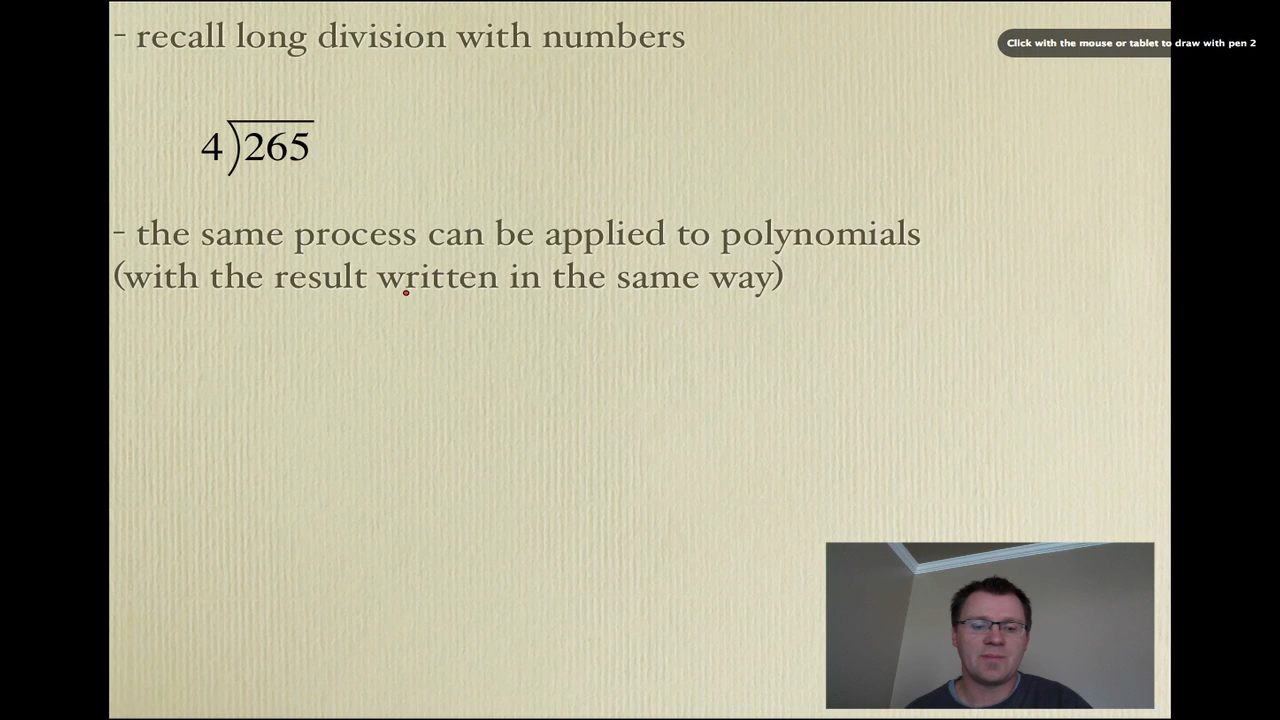 - recall long division with numbers
Click with the mouse or tablet to draw with pen 2
4)265
- the same process can be applied to polynomials
(with the result written in the same way)